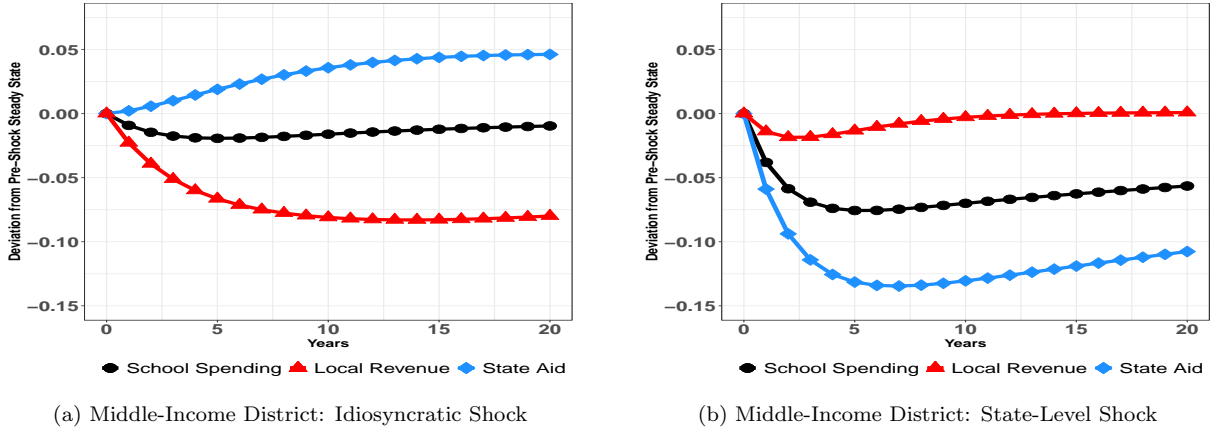 0.05
0.00
−0.05
−0.10
−0.15
Deviation from Pre−Shock Steady State
0 5 10 15 20
Years
School Spending Local Revenue State Aid
(a) Middle-Income District: Idiosyncratic Shock
0.05
0.00
−0.05
−0.10
−0.15
Deviation from Pre−Shock Steady State
0 5 10 15 20
Years
School Spending Local Revenue State Aid
(b) Middle-Income District: State-Level Shock